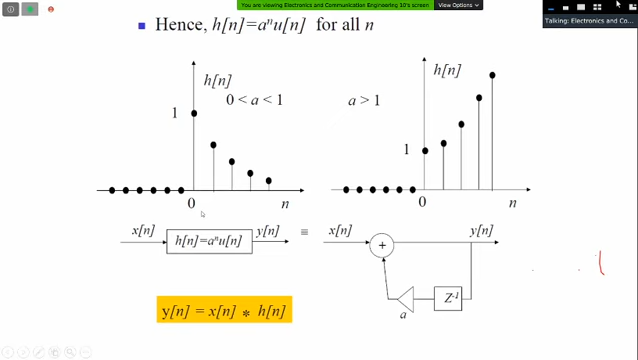 You are viewing Electronics and Communication Engineering 10's screen
View Options
Talking: Electronics and Co...
Hence, h[n]=aⁿu[n] for all n
h[n]
0 < a < 1
1
0
n
h[n]
a > 1
1
0
n
x[n]
h[n]=aⁿu[n]
y[n]
≡
x[n]
+
y[n]
Z⁻¹
a
y[n] = x[n] * h[n]